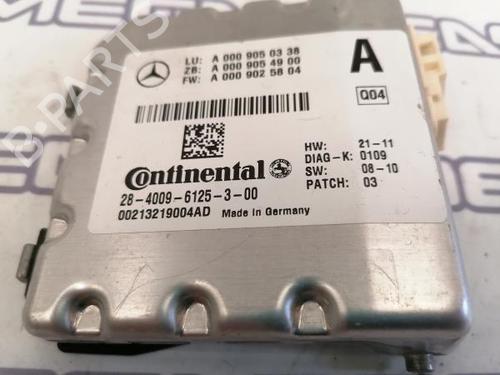 LU: A 000 905 03 38
ZB: A 000 905 49 00
FW: A 000 902 58 04
A
Q04
HW: 21-11
DIAG-K: 0109
SW: 08-10
PATCH: 03
Continental
28-4009-6125-3-00
00213219004AD Made in Germany
B-PARTS